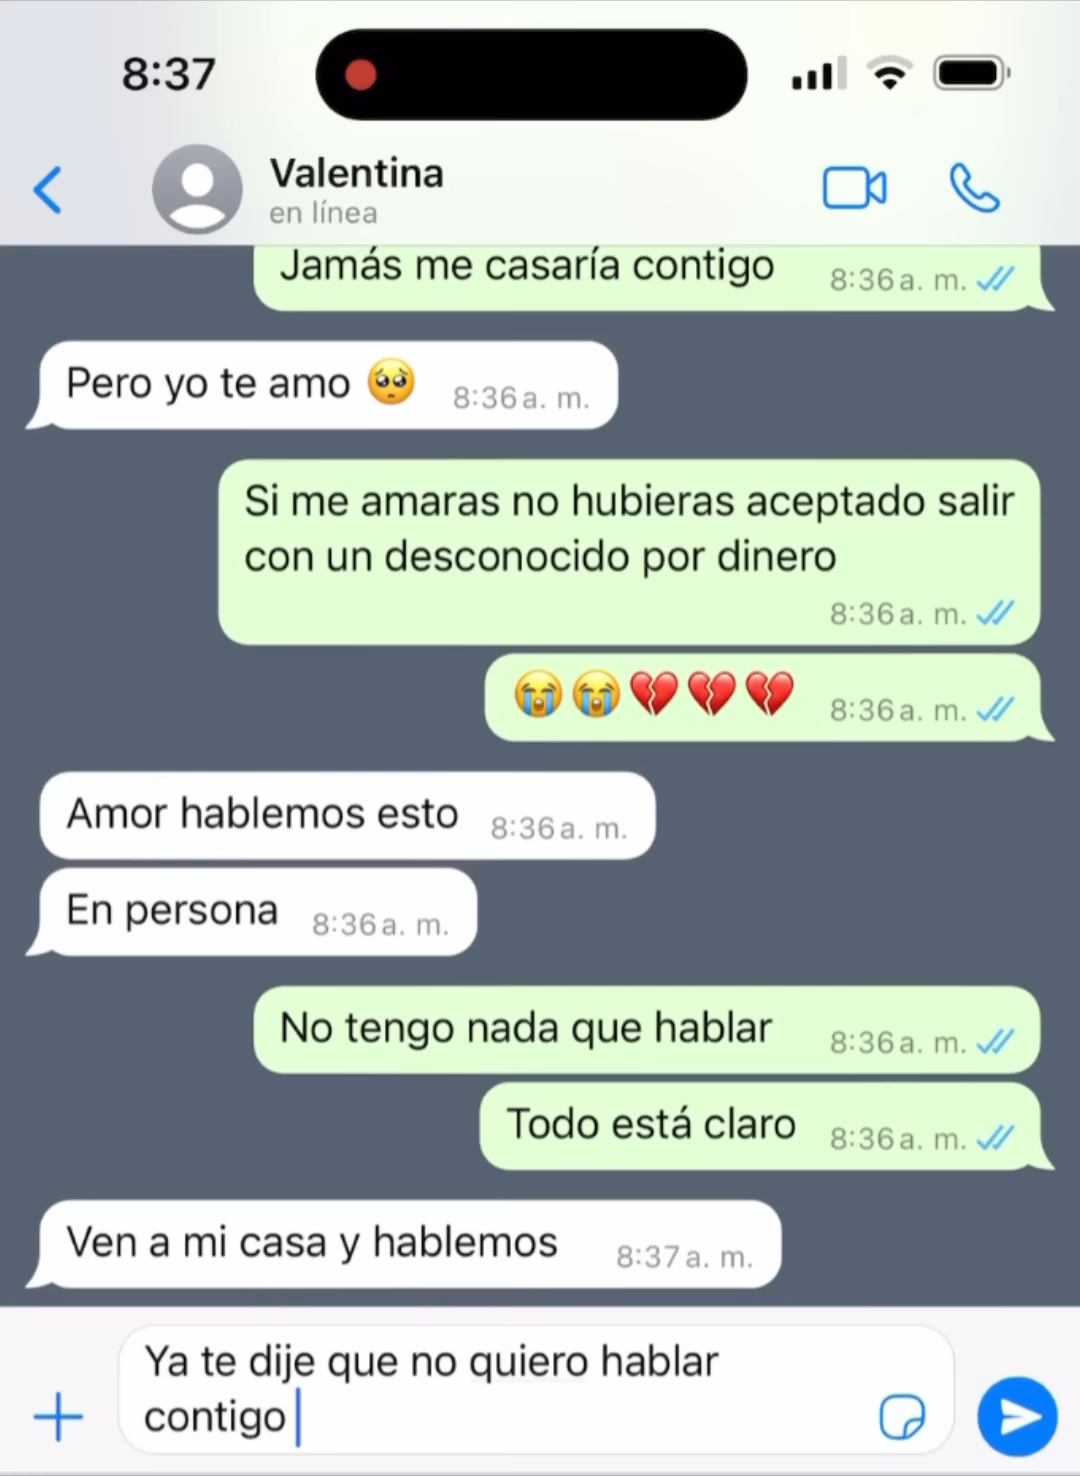 8:37
Valentina
en línea
Jamás me casaría contigo 8:36 a. m.
Pero yo te amo 🥺 8:36 a. m.
Si me amaras no hubieras aceptado salir
con un desconocido por dinero
8:36 a. m.
😭😭💔💔💔 8:36 a. m.
Amor hablemos esto 8:36 a. m.
En persona 8:36 a. m.
No tengo nada que hablar 8:36 a. m.
Todo está claro 8:36 a. m.
Ven a mi casa y hablemos 8:37 a. m.
Ya te dije que no quiero hablar
contigo